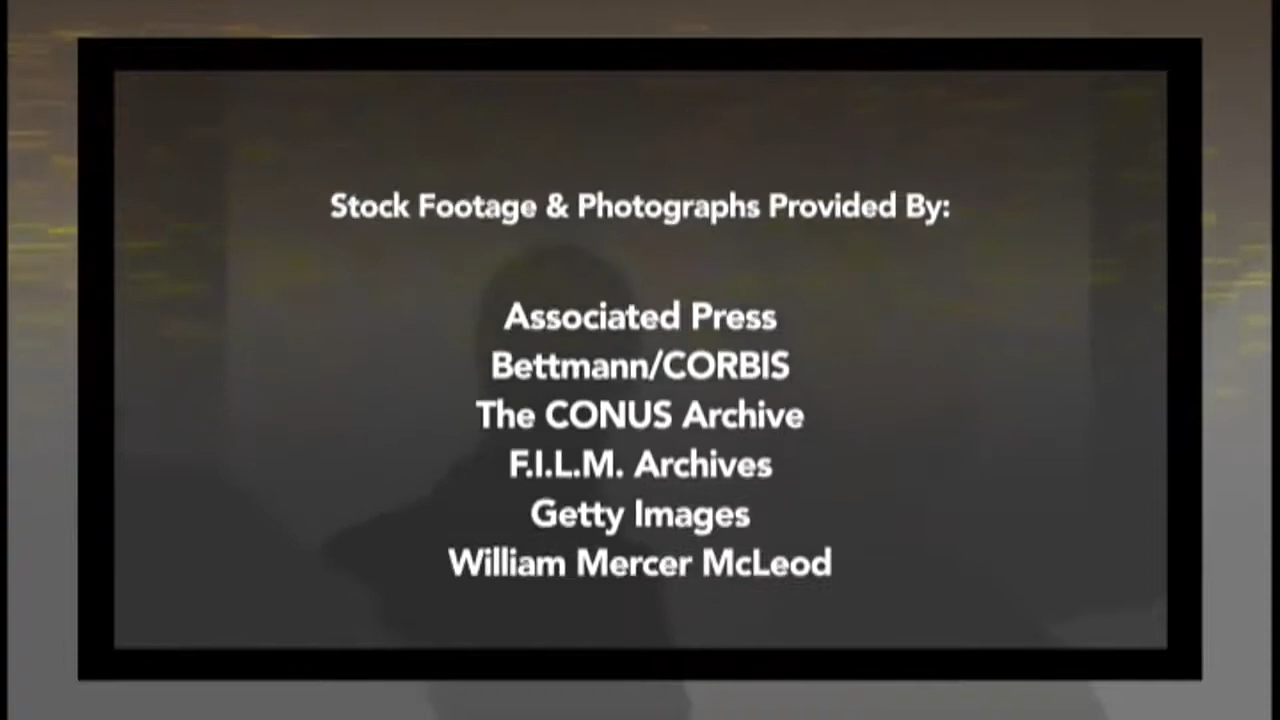 Stock Footage & Photographs Provided By:
Associated Press
Bettmann/CORBIS
The CONUS Archive
F.I.L.M. Archives
Getty Images
William Mercer McLeod